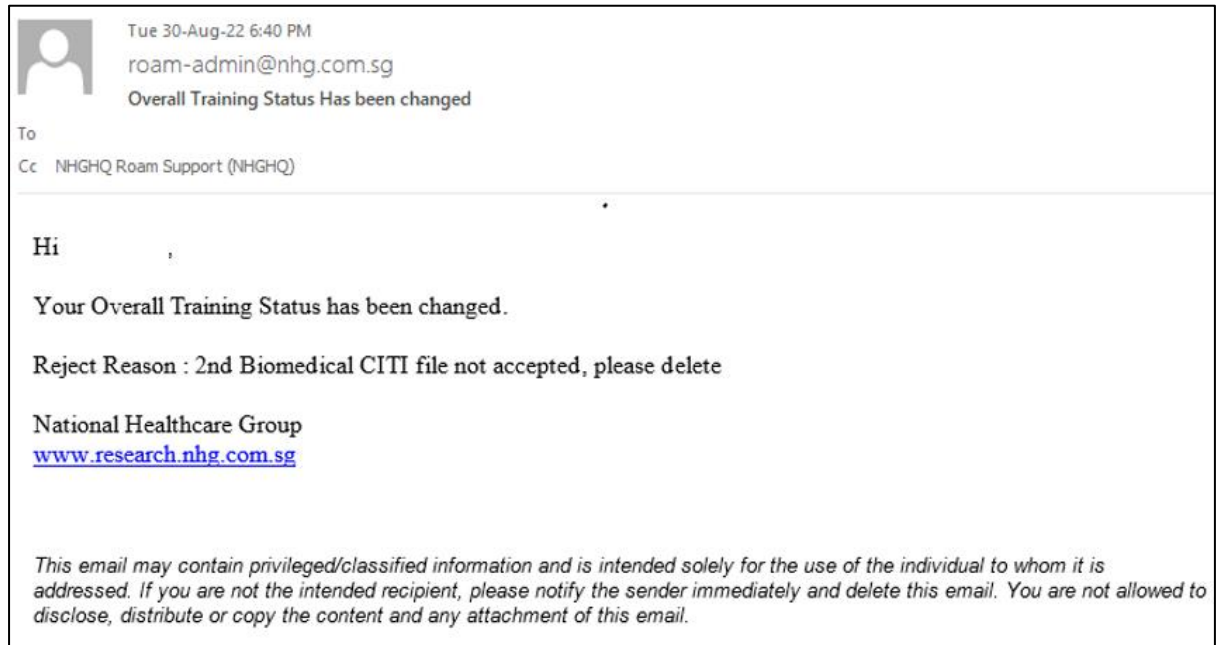 Tue 30-Aug-22 6:40 PM
roam-admin@nhg.com.sg
Overall Training Status Has been changed
To
Cc NHGHQ Roam Support (NHGHQ)
Hi ,
Your Overall Training Status has been changed.
Reject Reason : 2nd Biomedical CITI file not accepted, please delete
National Healthcare Group
www.research.nhg.com.sg
This email may contain privileged/classified information and is intended solely for the use of the individual to whom it is
addressed. If you are not the intended recipient, please notify the sender immediately and delete this email. You are not allowed to
disclose, distribute or copy the content and any attachment of this email.